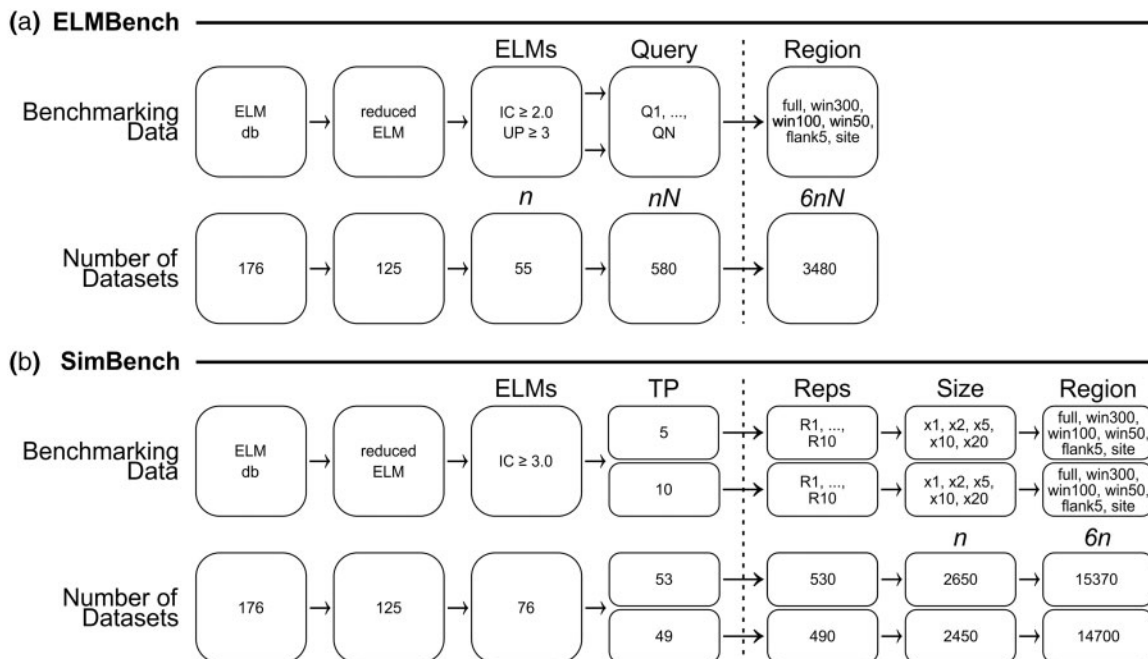 (a) ELMBench
ELMs Query Region
Benchmarking
Data
ELM
db
reduced
ELM
IC ≥ 2.0
UP ≥ 3
Q1, ...,
QN
full, win300,
win100, win50,
flank5, site
n nN 6nN
Number of
Datasets
176 125 55 580 3480
(b) SimBench
ELMs TP Reps Size Region
Benchmarking
Data
ELM
db
reduced
ELM
IC ≥ 3.0
5
R1, ...,
R10
x1, x2, x5,
x10, x20
full, win300,
win100, win50,
flank5, site
10
R1, ...,
R10
x1, x2, x5,
x10, x20
full, win300,
win100, win50,
flank5, site
n 6n
Number of
Datasets
176 125 76
53 530 2650 15370
49 490 2450 14700